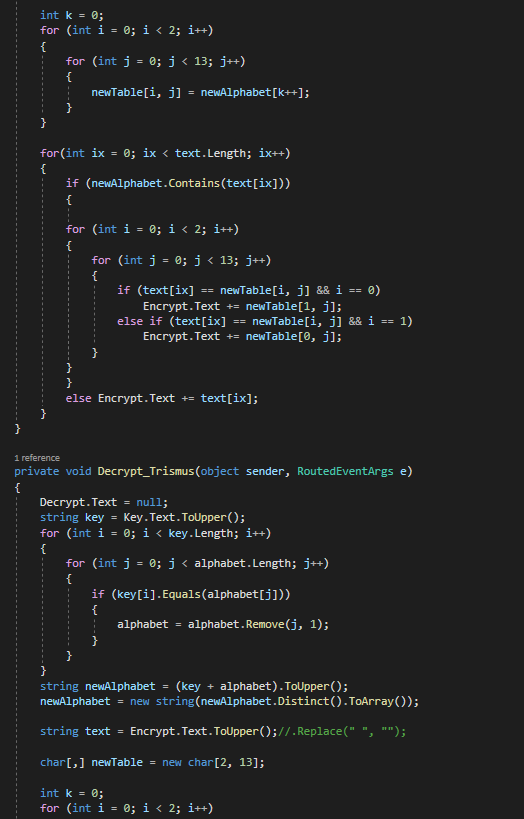 int k = 0;
for (int i = 0; i < 2; i++)
{
for (int j = 0; j < 13; j++)
{
newTable[i, j] = newAlphabet[k++];
}
}
for(int ix = 0; ix < text.Length; ix++)
{
if (newAlphabet.Contains(text[ix]))
{
for (int i = 0; i < 2; i++)
{
for (int j = 0; j < 13; j++)
{
if (text[ix] == newTable[i, j] && i == 0)
Encrypt.Text += newTable[1, j];
else if (text[ix] == newTable[i, j] && i == 1)
Encrypt.Text += newTable[0, j];
}
}
}
else Encrypt.Text += text[ix];
}
}
1 reference
private void Decrypt_Trismus(object sender, RoutedEventArgs e)
{
Decrypt.Text = null;
string key = Key.Text.ToUpper();
for (int i = 0; i < key.Length; i++)
{
for (int j = 0; j < alphabet.Length; j++)
{
if (key[i].Equals(alphabet[j]))
{
alphabet = alphabet.Remove(j, 1);
}
}
}
string newAlphabet = (key + alphabet).ToUpper();
newAlphabet = new string(newAlphabet.Distinct().ToArray());
string text = Encrypt.Text.ToUpper();//.Replace(" ", "");
char[,] newTable = new char[2, 13];
int k = 0;
for (int i = 0; i < 2; i++)